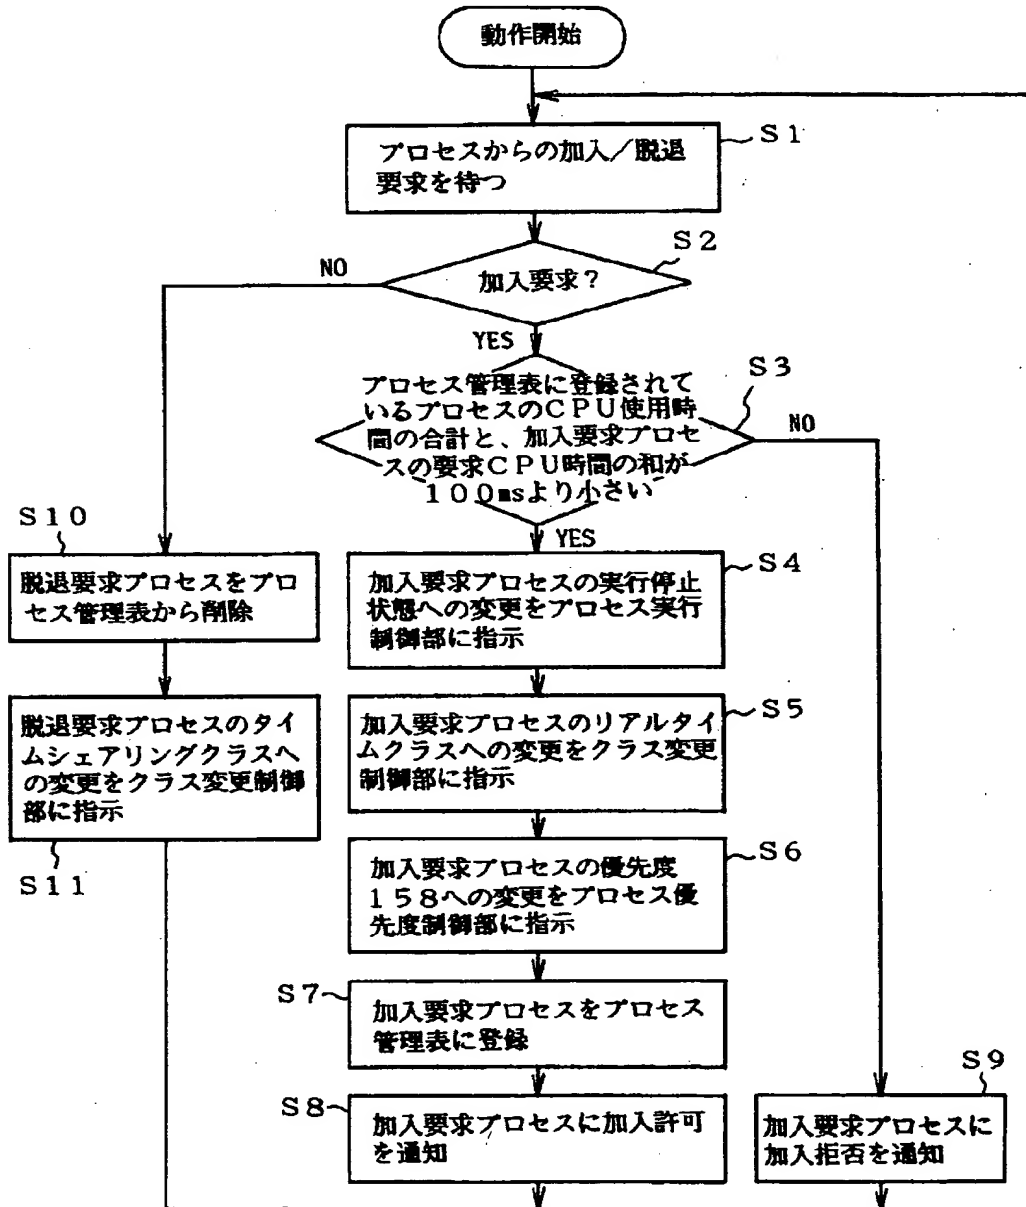 動作開始
S1
プロセスからの加入／脱退
要求を待つ
S2
NO
加入要求？
YES
S3
プロセス管理表に登録されて
いるプロセスのCPU使用時
間の合計と、加入要求プロセ
スの要求CPU時間の和が
100msより小さい
NO
YES
S10
脱退要求プロセスをプロ
セス管理表から削除
S4
加入要求プロセスの実行停止
状態への変更をプロセス実行
制御部に指示
脱退要求プロセスのタイ
ムシェアリングクラスへ
の変更をクラス変更制御
部に指示
S11
S5
加入要求プロセスのリアルタ
イムクラスへの変更をクラス変更
制御部に指示
S6
加入要求プロセスの優先度
158への変更をプロセス優
先度制御部に指示
S7
加入要求プロセスをプロセス
管理表に登録
S8
加入要求プロセスに加入許可
を通知
S9
加入要求プロセスに
加入拒否を通知